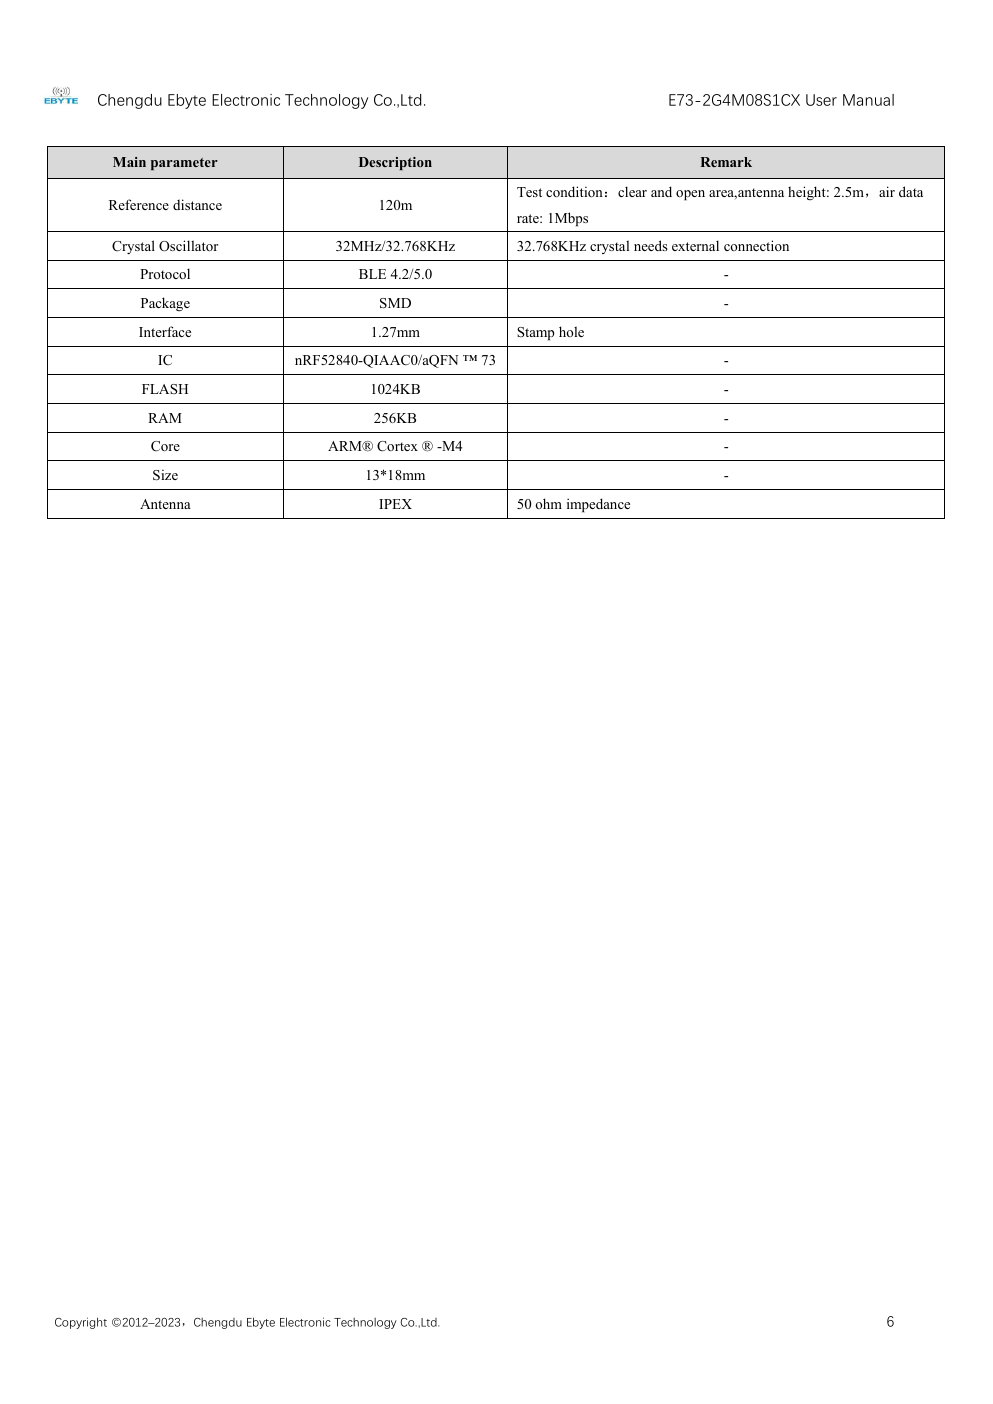 EBYTE Chengdu Ebyte Electronic Technology Co.,Ltd. E73-2G4M08S1CX User Manual
Main parameter Description Remark
Reference distance 120m Test condition：clear and open area,antenna height: 2.5m，air data
rate: 1Mbps
Crystal Oscillator 32MHz/32.768KHz 32.768KHz crystal needs external connection
Protocol BLE 4.2/5.0 -
Package SMD -
Interface 1.27mm Stamp hole
IC nRF52840-QIAAC0/aQFN ™ 73 -
FLASH 1024KB -
RAM 256KB -
Core ARM® Cortex ® -M4 -
Size 13*18mm -
Antenna IPEX 50 ohm impedance
Copyright ©2012–2023，Chengdu Ebyte Electronic Technology Co.,Ltd. 6